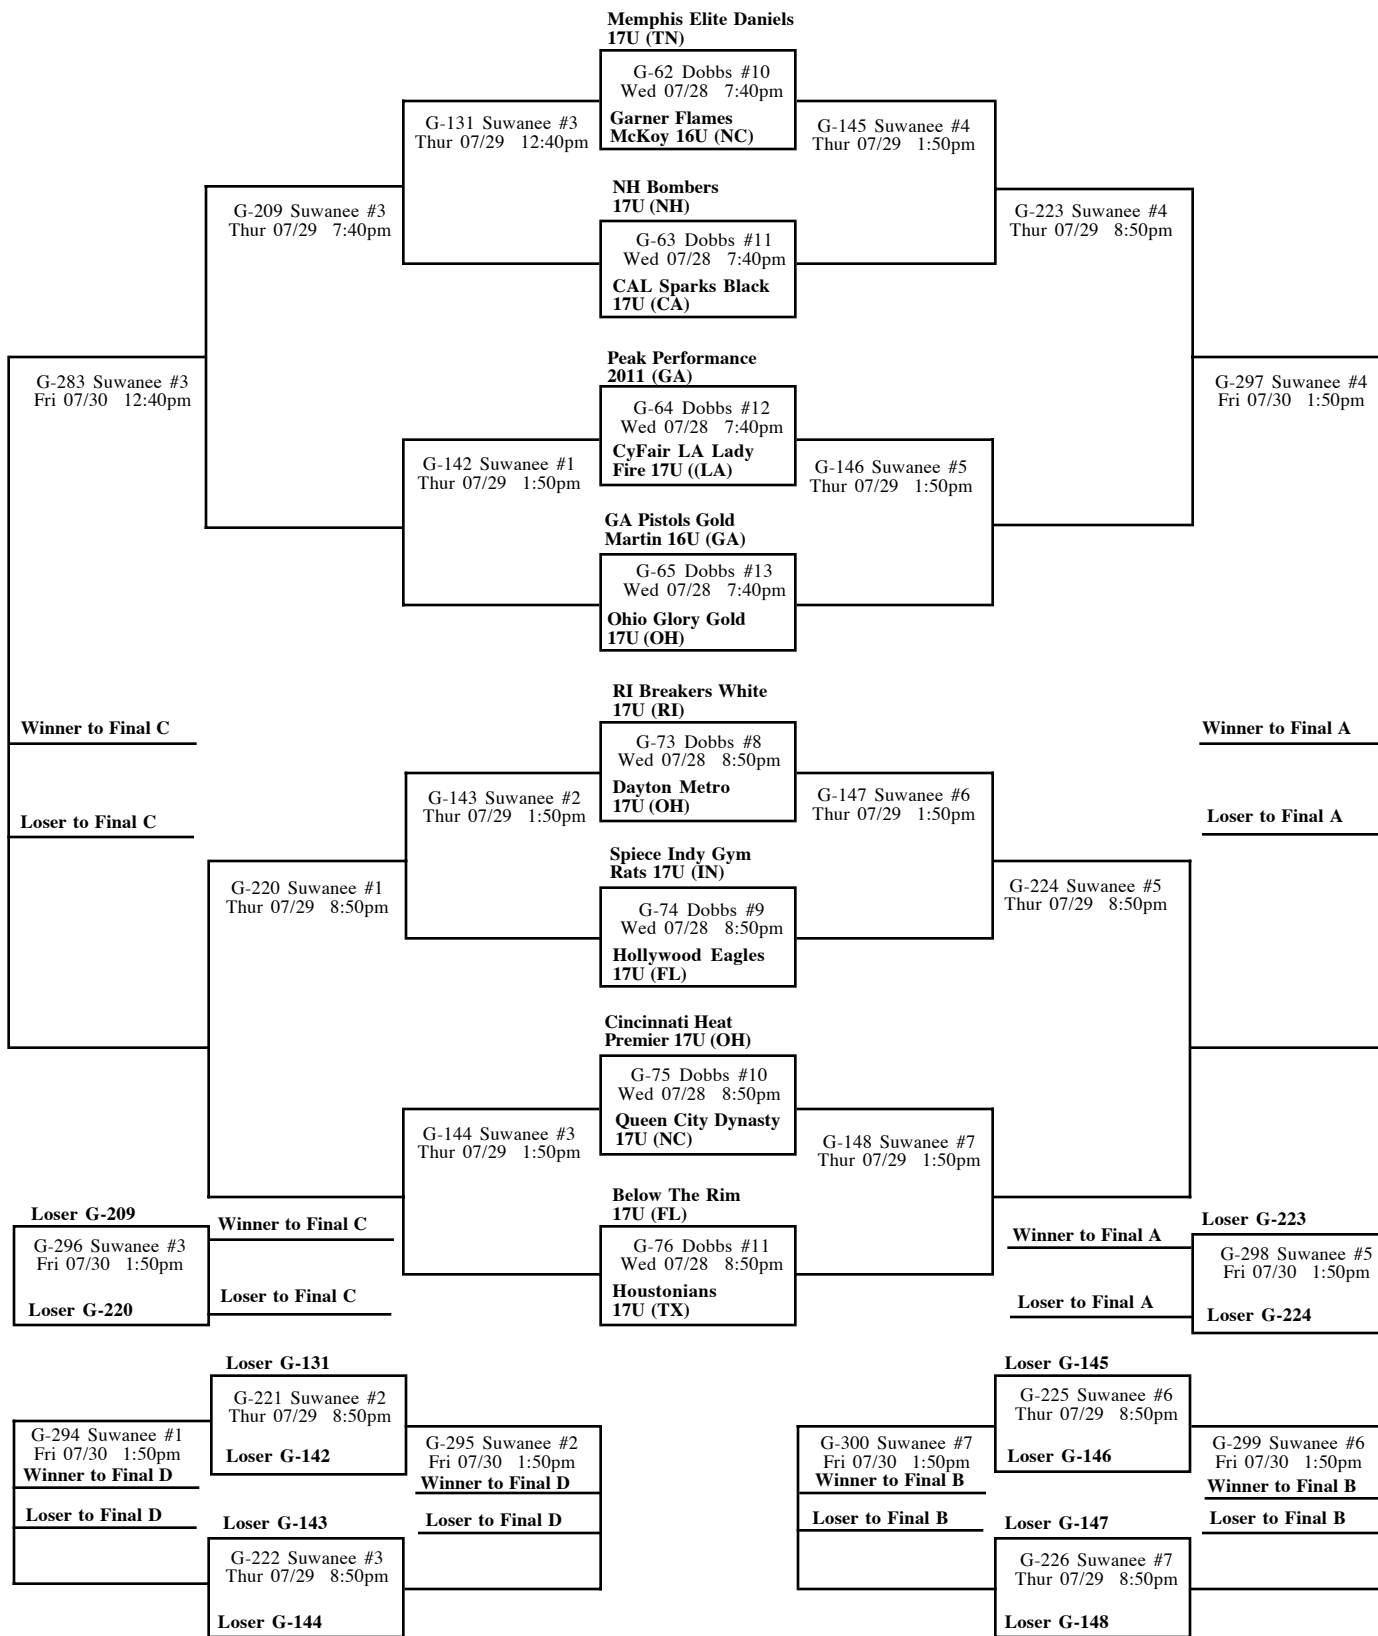 Memphis Elite Daniels
17U (TN)
G-62 Dobbs #10
Wed 07/28 7:40pm
Garner Flames
McKoy 16U (NC)
G-131 Suwanee #3
Thur 07/29 12:40pm
G-145 Suwanee #4
Thur 07/29 1:50pm
NH Bombers
17U (NH)
G-209 Suwanee #3
Thur 07/29 7:40pm
G-63 Dobbs #11
Wed 07/28 7:40pm
G-223 Suwanee #4
Thur 07/29 8:50pm
CAL Sparks Black
17U (CA)
Peak Performance
2011 (GA)
G-283 Suwanee #3
Fri 07/30 12:40pm
G-64 Dobbs #12
Wed 07/28 7:40pm
G-297 Suwanee #4
Fri 07/30 1:50pm
CyFair LA Lady
Fire 17U ((LA)
G-142 Suwanee #1
Thur 07/29 1:50pm
G-146 Suwanee #5
Thur 07/29 1:50pm
GA Pistols Gold
Martin 16U (GA)
G-65 Dobbs #13
Wed 07/28 7:40pm
Ohio Glory Gold
17U (OH)
RI Breakers White
17U (RI)
Winner to Final C
G-73 Dobbs #8
Wed 07/28 8:50pm
Winner to Final A
Dayton Metro
17U (OH)
G-143 Suwanee #2
Thur 07/29 1:50pm
G-147 Suwanee #6
Thur 07/29 1:50pm
Loser to Final C
Loser to Final A
Spiece Indy Gym
Rats 17U (IN)
G-220 Suwanee #1
Thur 07/29 8:50pm
G-74 Dobbs #9
Wed 07/28 8:50pm
G-224 Suwanee #5
Thur 07/29 8:50pm
Hollywood Eagles
17U (FL)
Cincinnati Heat
Premier 17U (OH)
G-75 Dobbs #10
Wed 07/28 8:50pm
Queen City Dynasty
17U (NC)
G-144 Suwanee #3
Thur 07/29 1:50pm
G-148 Suwanee #7
Thur 07/29 1:50pm
Below The Rim
17U (FL)
Loser G-209
Winner to Final C
G-296 Suwanee #3
Fri 07/30 1:50pm
Loser to Final C
Loser G-220
G-76 Dobbs #11
Wed 07/28 8:50pm
Houstonians
17U (TX)
Loser G-223
Winner to Final A
G-298 Suwanee #5
Fri 07/30 1:50pm
Loser to Final A
Loser G-224
Loser G-131
G-221 Suwanee #2
Thur 07/29 8:50pm
Loser G-142
G-294 Suwanee #1
Fri 07/30 1:50pm
Winner to Final D
Loser to Final D
G-295 Suwanee #2
Fri 07/30 1:50pm
Winner to Final D
Loser to Final D
Loser G-143
G-222 Suwanee #3
Thur 07/29 8:50pm
Loser G-144
Loser G-145
G-225 Suwanee #6
Thur 07/29 8:50pm
Loser G-146
G-300 Suwanee #7
Fri 07/30 1:50pm
Winner to Final B
Loser to Final B
G-299 Suwanee #6
Fri 07/30 1:50pm
Winner to Final B
Loser to Final B
Loser G-147
G-226 Suwanee #7
Thur 07/29 8:50pm
Loser G-148